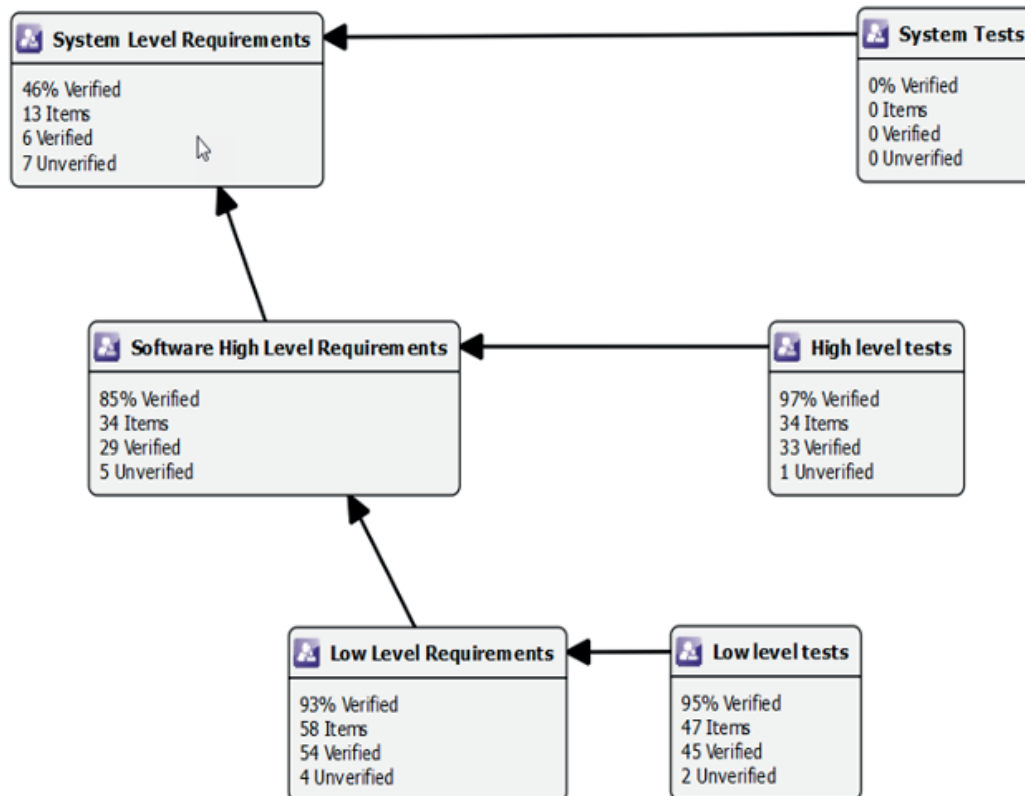 System Level Requirements
46% Verified
13 Items
6 Verified
7 Unverified
System Tests
0% Verified
0 Items
0 Verified
0 Unverified
Software High Level Requirements
85% Verified
34 Items
29 Verified
5 Unverified
High level tests
97% Verified
34 Items
33 Verified
1 Unverified
Low Level Requirements
93% Verified
58 Items
54 Verified
4 Unverified
Low level tests
95% Verified
47 Items
45 Verified
2 Unverified